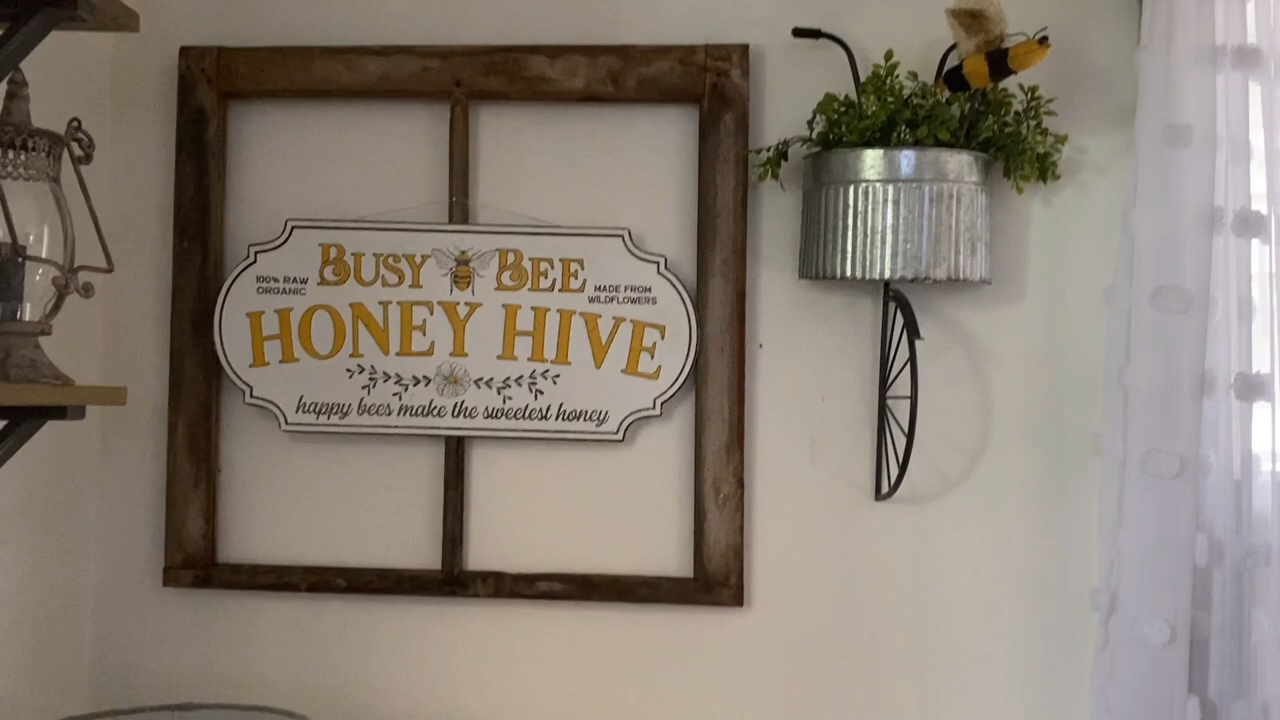 BUSY BEE
100% RAW
ORGANIC
MADE FROM
WILDFLOWERS
HONEY HIVE
happy bees make the sweetest honey